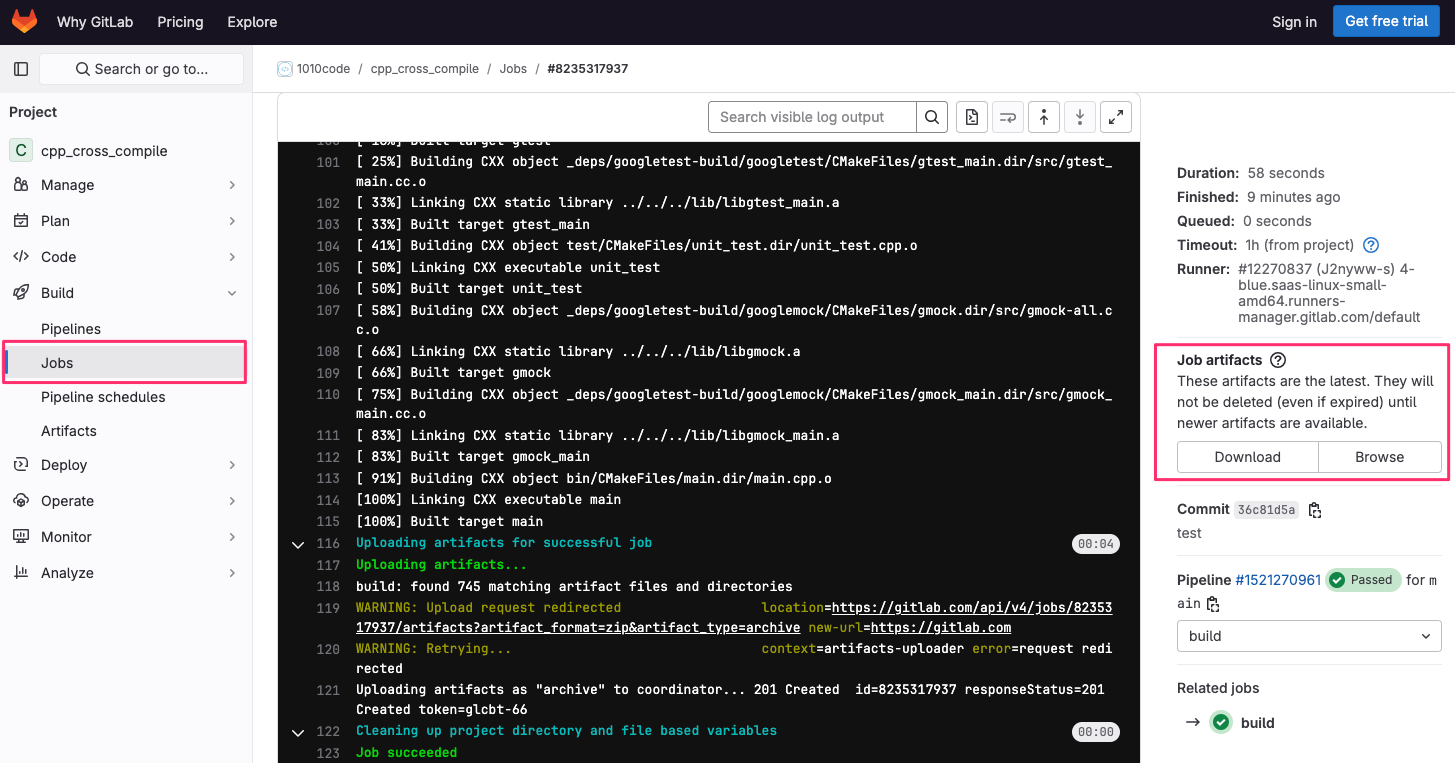 Why GitLab
Pricing
Explore
Sign in
Get free trial
Search or go to...
1010code / cpp_cross_compile / Jobs / #8235317937
Project
C cpp_cross_compile
Manage
Plan
Code
Build
Pipelines
Jobs
Pipeline schedules
Artifacts
Deploy
Operate
Monitor
Analyze
Search visible log output
101 [ 25%] Building CXX object _deps/googletest-build/googletest/CMakeFiles/gtest_main.dir/src/gtest_
main.cc.o
102 [ 33%] Linking CXX static library ../../../lib/libgtest_main.a
103 [ 33%] Built target gtest_main
104 [ 41%] Building CXX object test/CMakeFiles/unit_test.dir/unit_test.cpp.o
105 [ 50%] Linking CXX executable unit_test
106 [ 50%] Built target unit_test
107 [ 58%] Building CXX object _deps/googletest-build/googlemock/CMakeFiles/gmock.dir/src/gmock-all.c
c.o
108 [ 66%] Linking CXX static library ../../../lib/libgmock.a
109 [ 66%] Built target gmock
110 [ 75%] Building CXX object _deps/googletest-build/googlemock/CMakeFiles/gmock_main.dir/src/gmock_
main.cc.o
111 [ 83%] Linking CXX static library ../../../lib/libgmock_main.a
112 [ 83%] Built target gmock_main
113 [ 91%] Building CXX object bin/CMakeFiles/main.dir/main.cpp.o
114 [100%] Linking CXX executable main
115 [100%] Built target main
116 Uploading artifacts for successful job 00:04
117 Uploading artifacts...
118 build: found 745 matching artifact files and directories
119 WARNING: Upload request redirected location=https://gitlab.com/api/v4/jobs/82353
17937/artifacts?artifact_format=zip&artifact_type=archive new-url=https://gitlab.com
120 WARNING: Retrying... context=artifacts-uploader error=request redi
rected
121 Uploading artifacts as "archive" to coordinator... 201 Created id=8235317937 responseStatus=201
Created token=glcbt-66
122 Cleaning up project directory and file based variables 00:00
123 Job succeeded
Duration: 58 seconds
Finished: 9 minutes ago
Queued: 0 seconds
Timeout: 1h (from project)
Runner: #12270837 (J2nyww-s) 4-
blue.saas-linux-small-
amd64.runners-
manager.gitlab.com/default
Job artifacts
These artifacts are the latest. They will
not be deleted (even if expired) until
newer artifacts are available.
Download
Browse
Commit 36c81d5a
test
Pipeline #1521270961 Passed for m
ain
build
Related jobs
build